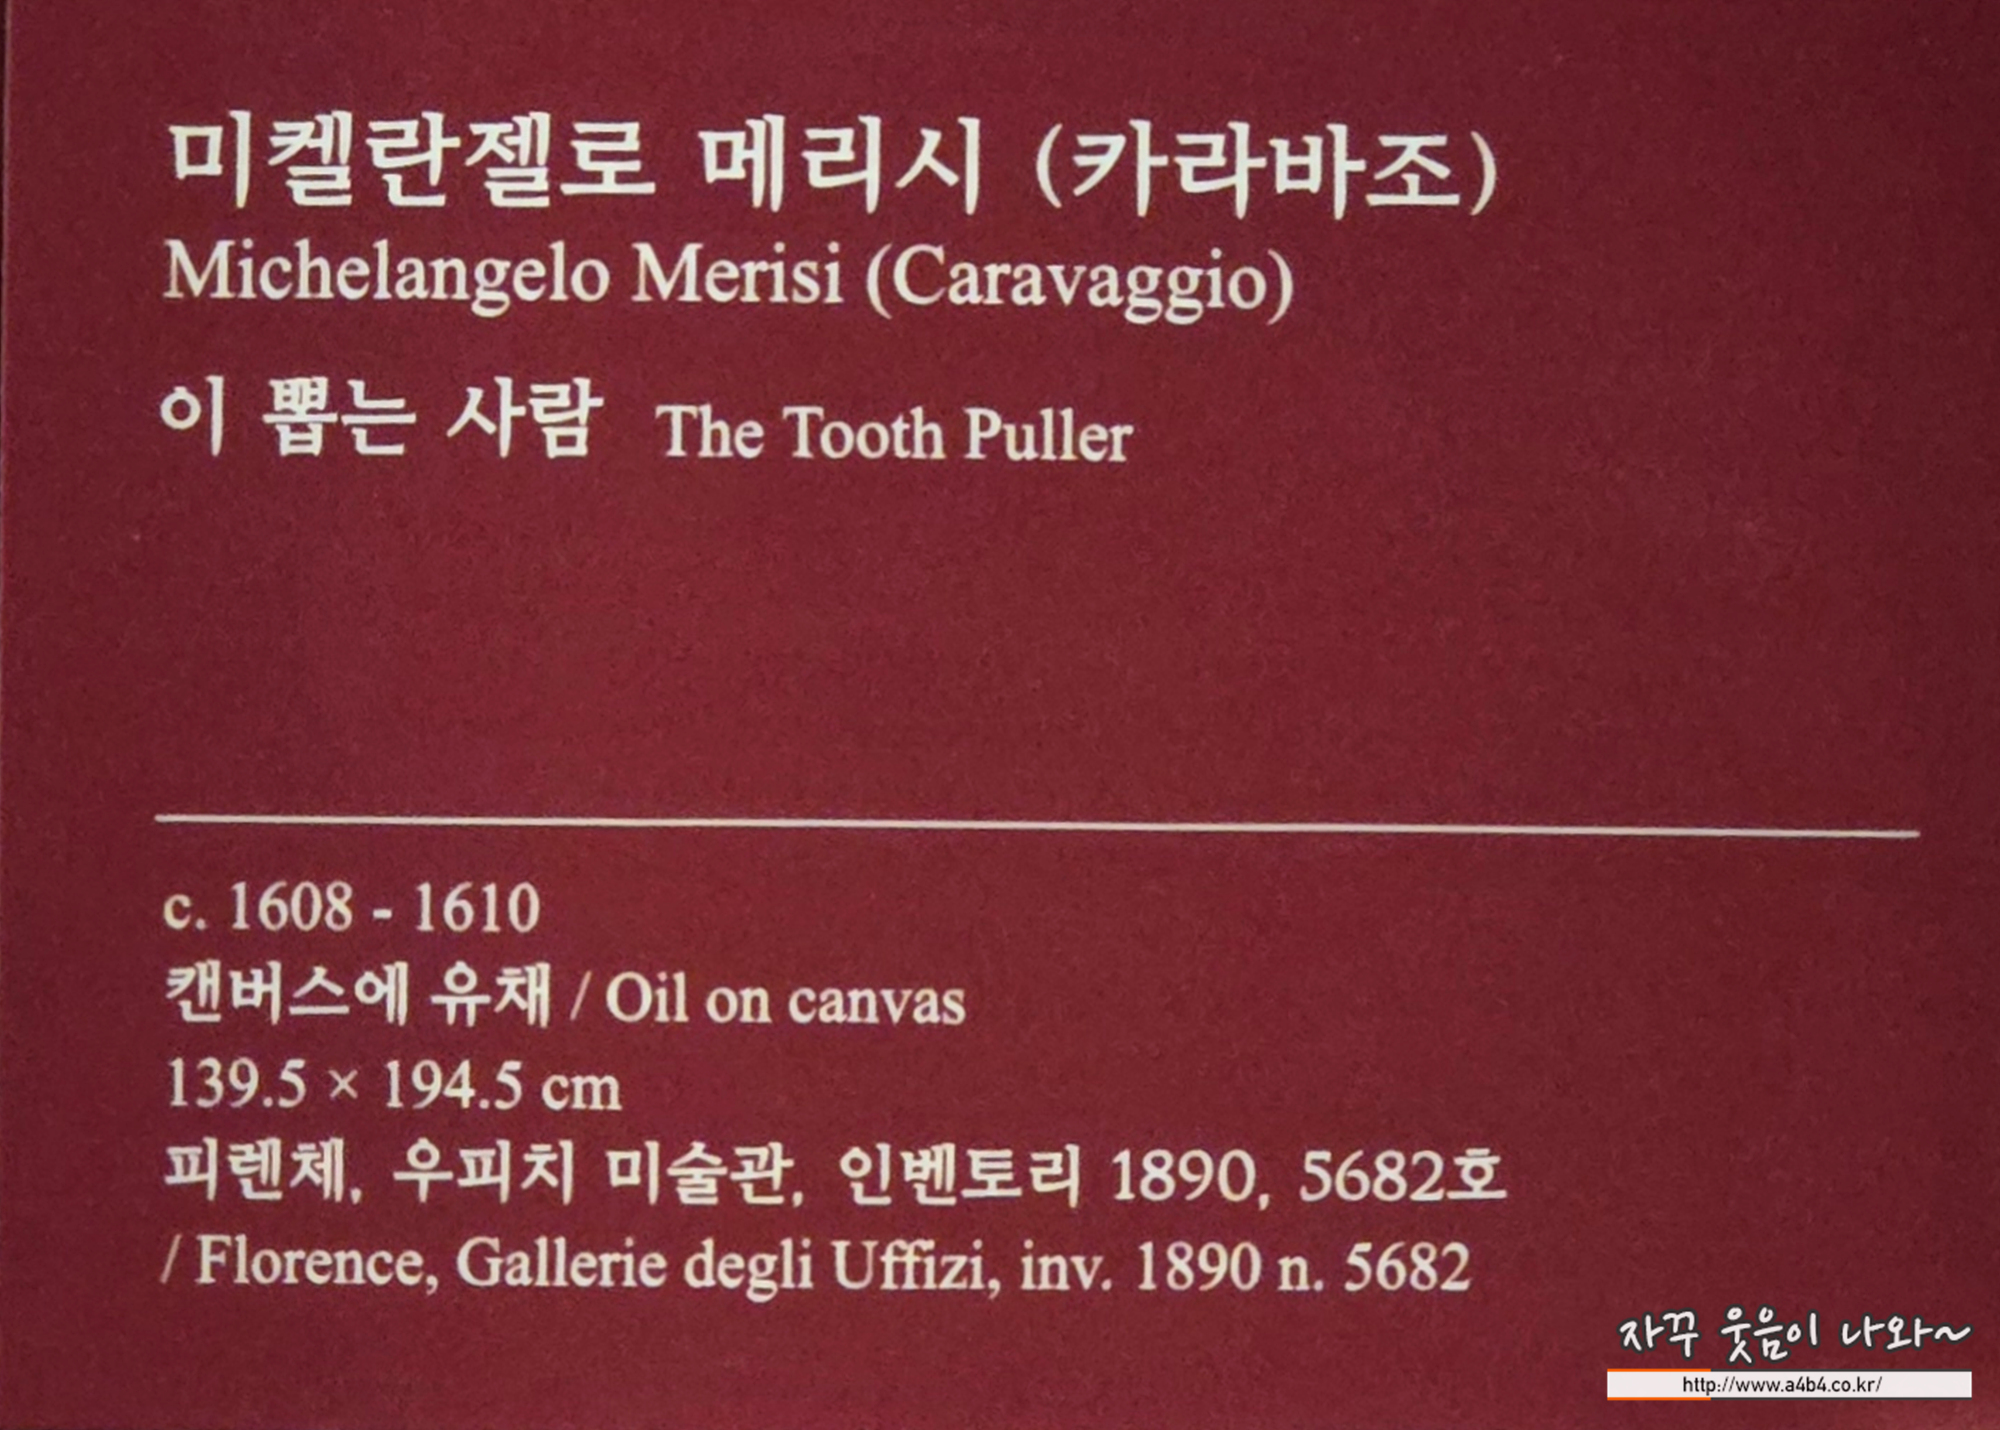 미켈란젤로 메리시 (카라바조)
Michelangelo Merisi (Caravaggio)
이 뽑는 사람 The Tooth Puller
c. 1608 - 1610
캔버스에 유채 / Oil on canvas
139.5 × 194.5 cm
피렌체, 우피치 미술관, 인벤토리 1890, 5682호
/ Florence, Gallerie degli Uffizi, inv. 1890 n. 5682
자꾸 웃음이 나와~
http://www.a4b4.co.kr/